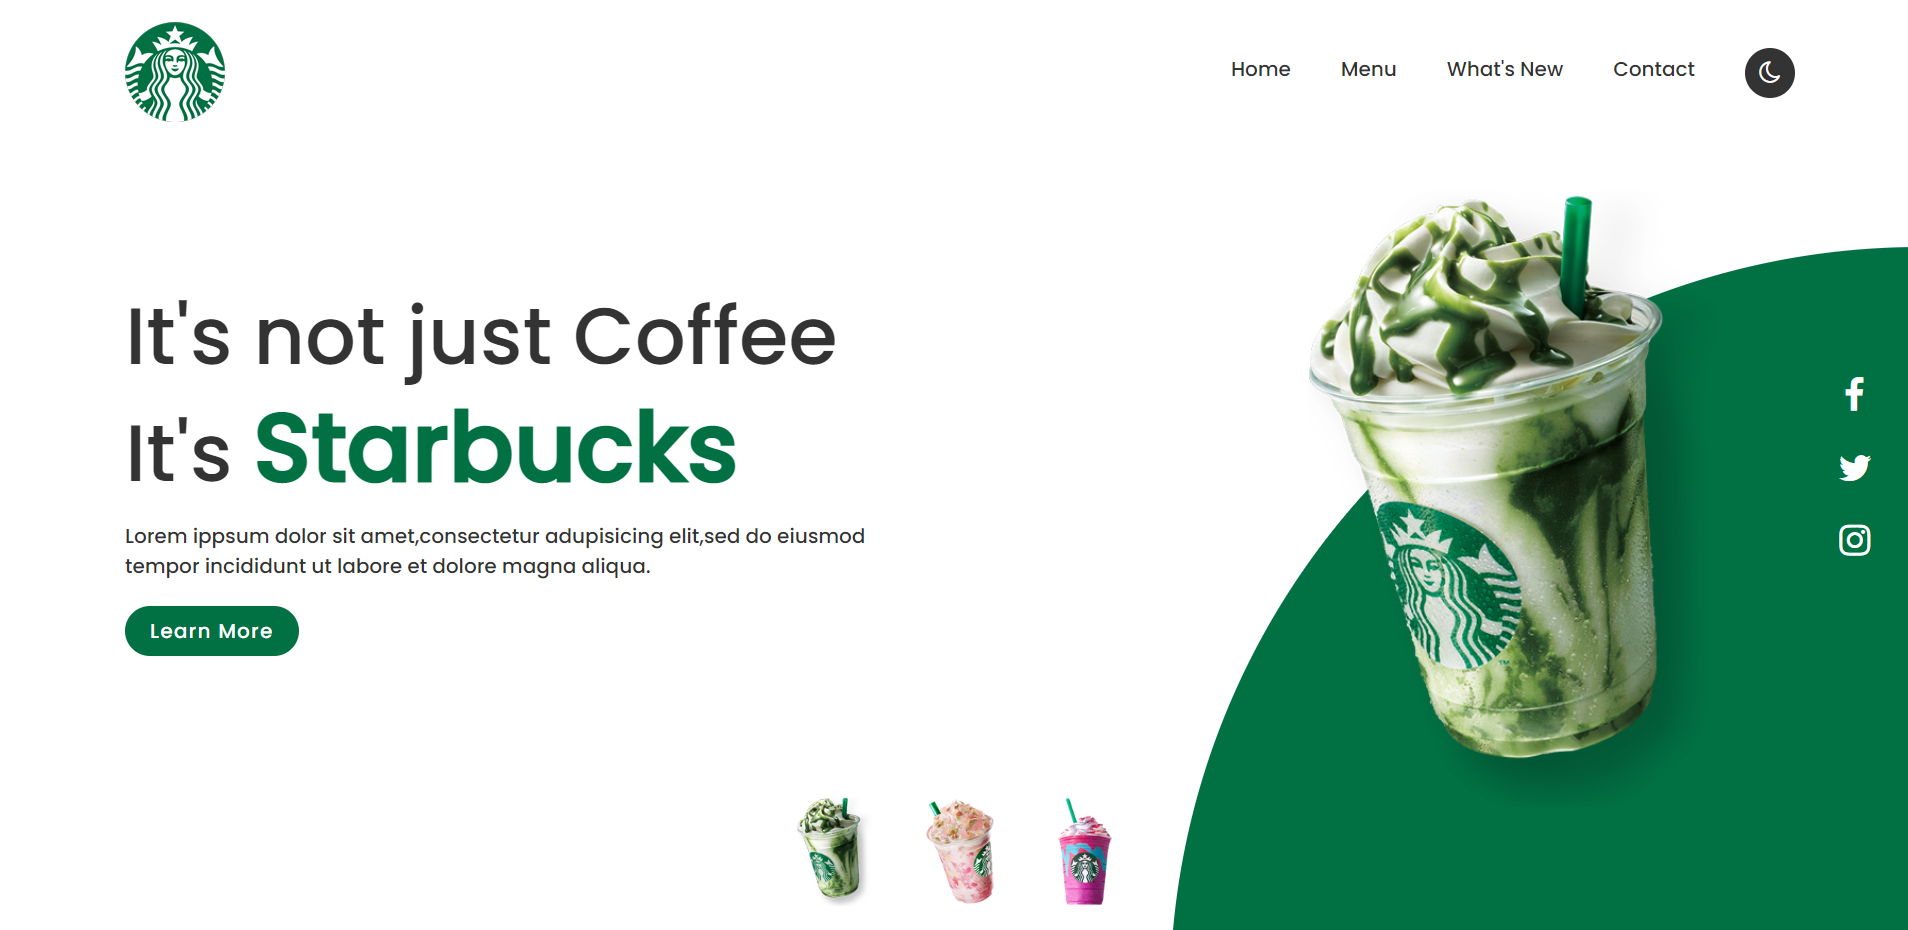 Home Menu What's New Contact
It's not just Coffee
It's Starbucks
Lorem ippsum dolor sit amet,consectetur adupisicing elit,sed do eiusmod
tempor incididunt ut labore et dolore magna aliqua.
Learn More